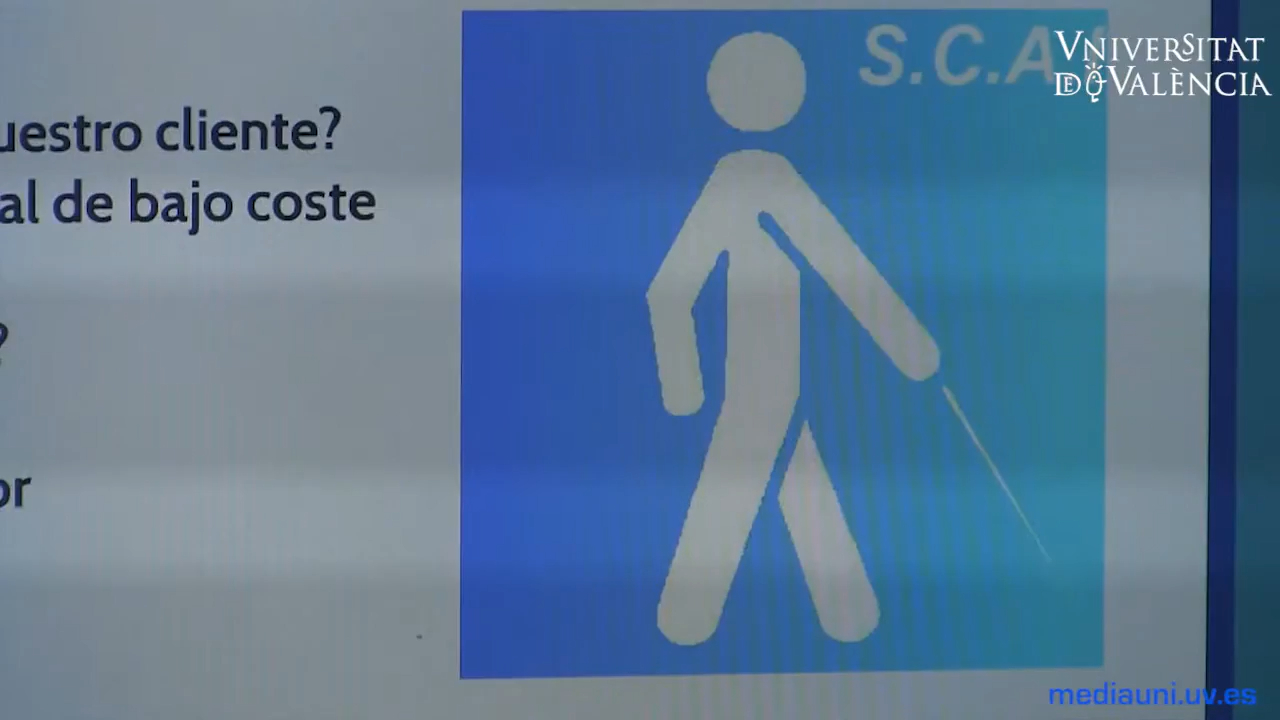 S.C.A
VNIVERSITAT
DE VALÈNCIA
uestro cliente?
al de bajo coste
?
or
mediauni.uv.es